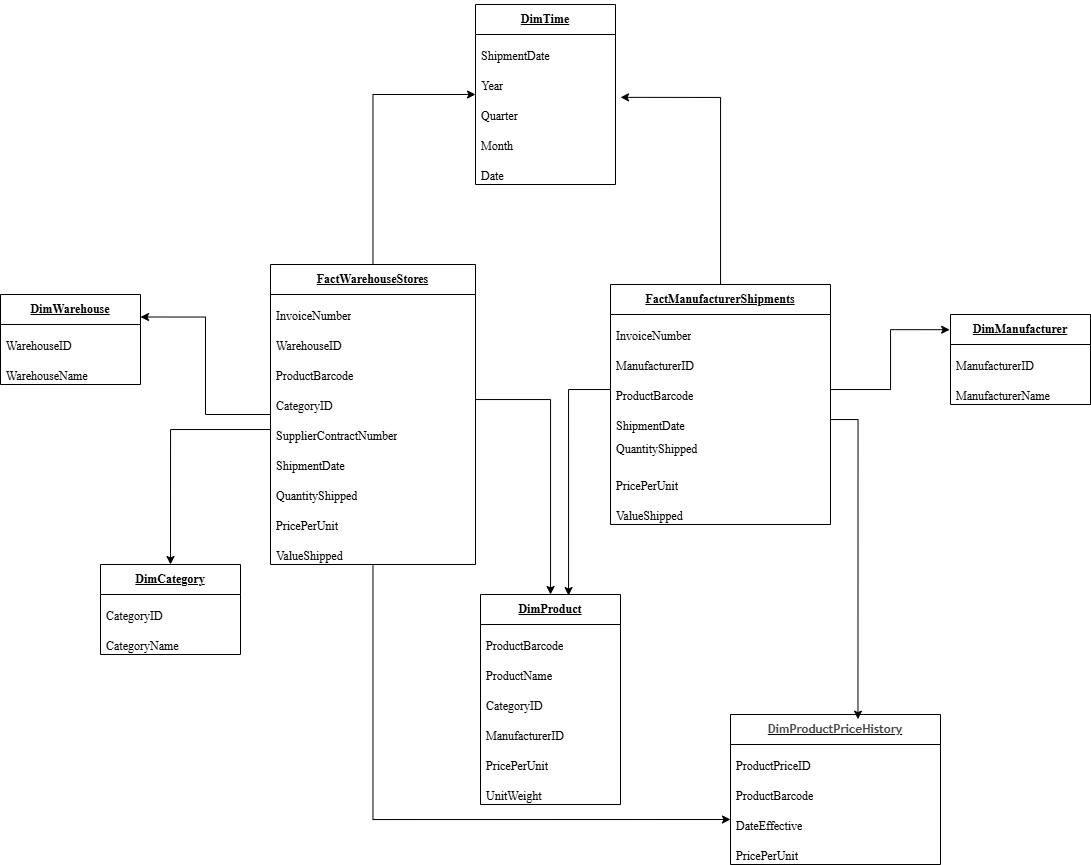 DimTime
ShipmentDate
Year
Quarter
Month
Date
FactWarehouseStores
InvoiceNumber
WarehouseID
ProductBarcode
CategoryID
SupplierContractNumber
ShipmentDate
QuantityShipped
PricePerUnit
ValueShipped
FactManufacturerShipments
InvoiceNumber
ManufacturerID
ProductBarcode
ShipmentDate
QuantityShipped
PricePerUnit
ValueShipped
DimWarehouse
WarehouseID
WarehouseName
DimManufacturer
ManufacturerID
ManufacturerName
DimCategory
CategoryID
CategoryName
DimProduct
ProductBarcode
ProductName
CategoryID
ManufacturerID
PricePerUnit
UnitWeight
DimProductPriceHistory
ProductPriceID
ProductBarcode
DateEffective
PricePerUnit